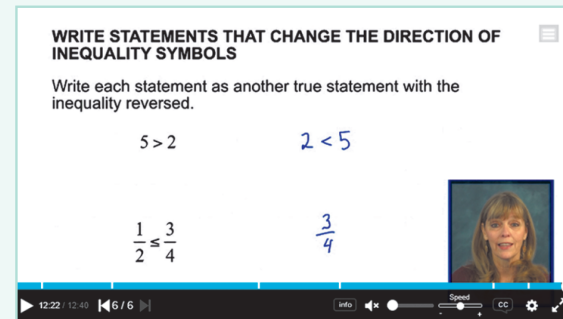 WRITE STATEMENTS THAT CHANGE THE DIRECTION OF
INEQUALITY SYMBOLS
Write each statement as another true statement with the
inequality reversed.
5 > 2
2 < 5
1/2 ≤ 3/4
3/4
12:22 / 12:40 6 / 6 info Speed - + CC